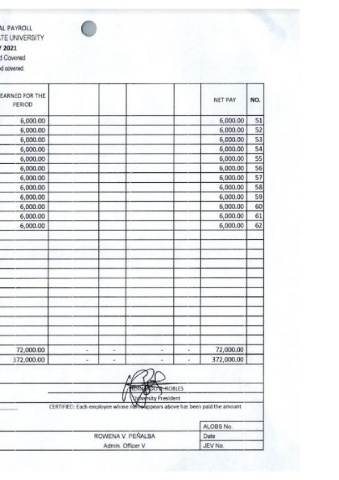 AL PAYROLL
TE UNIVERSITY
Y 2021
d Covered
d covered
EARNED FOR THE PERIOD NET PAY NO.
6,000.00 6,000.00 51
6,000.00 6,000.00 52
6,000.00 6,000.00 53
6,000.00 6,000.00 54
6,000.00 6,000.00 55
6,000.00 6,000.00 56
6,000.00 6,000.00 57
6,000.00 6,000.00 58
6,000.00 6,000.00 59
6,000.00 6,000.00 60
6,000.00 6,000.00 61
6,000.00 6,000.00 62
72,000.00 - - - 72,000.00
372,000.00 - - - 372,000.00
ROBLES
University President
CERTIFIED: Each employee whose name appears above has been paid the amount
ALOBS No.
ROWENA V. PEÑALBA Date
Admin. Officer V JEV No.